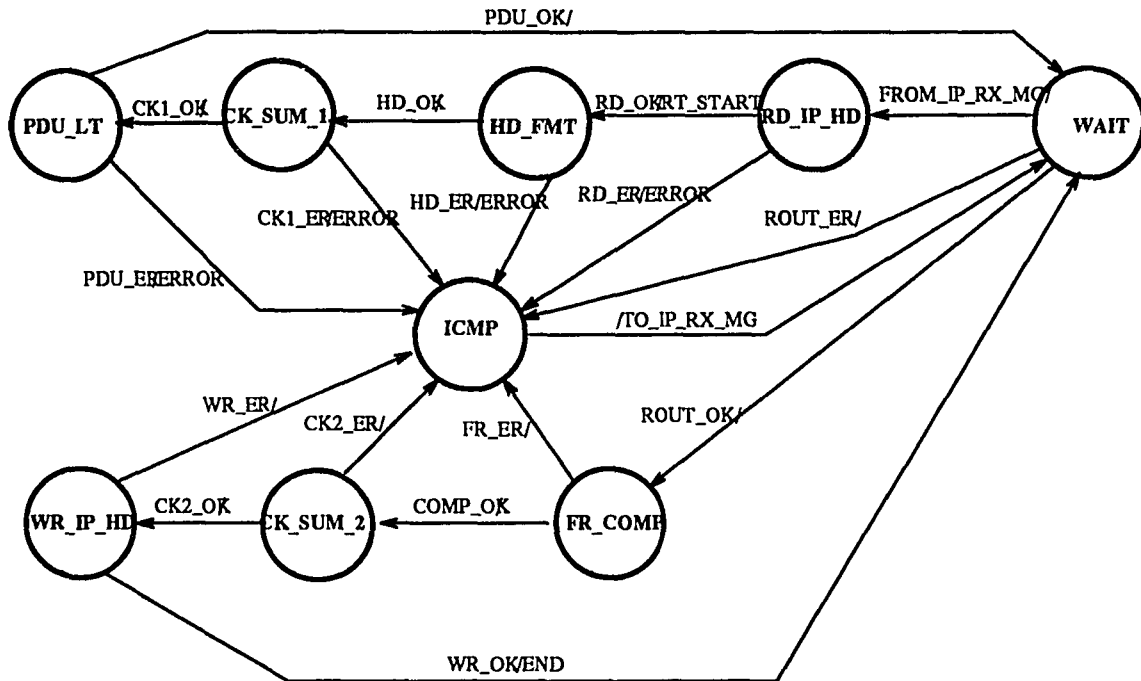 PDU_OK/
CK1_OK/
HD_OK/
RD_OK/RT_START
FROM_IP_RX_MG/
PDU_LT
CK_SUM_1
HD_FMT
RD_IP_HD
WAIT
CK1_ER/ERROR
HD_ER/ERROR
RD_ER/ERROR
ROUT_ER/
PDU_ER/ERROR
ICMP
/TO_IP_RX_MG
WR_ER/
CK2_ER/
FR_ER/
ROUT_OK/
CK2_OK/
COMP_OK/
WR_IP_HD
CK_SUM_2
FR_COMP
WR_OK/END